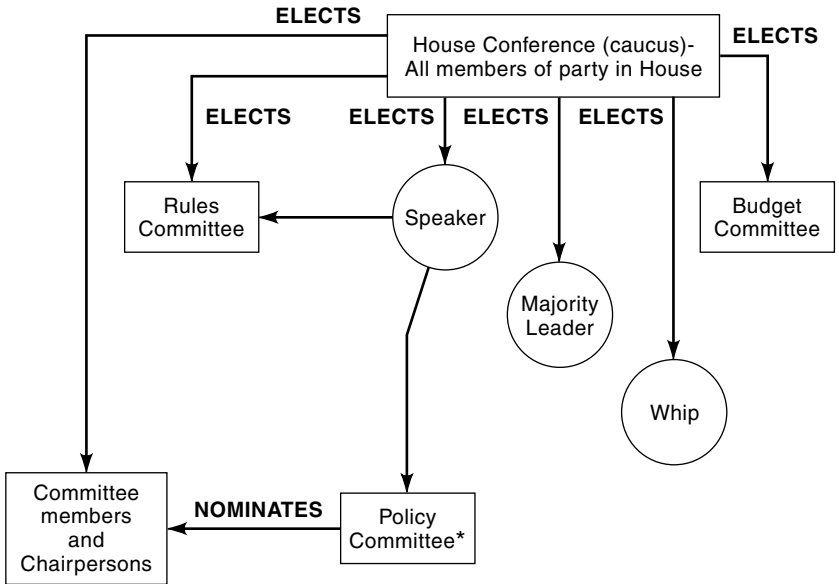 ELECTS
House Conference (caucus)-
All members of party in House
ELECTS
ELECTS
ELECTS
ELECTS
ELECTS
Rules
Committee
Speaker
Budget
Committee
Majority
Leader
Whip
Committee
members
and
Chairpersons
NOMINATES
Policy
Committee*